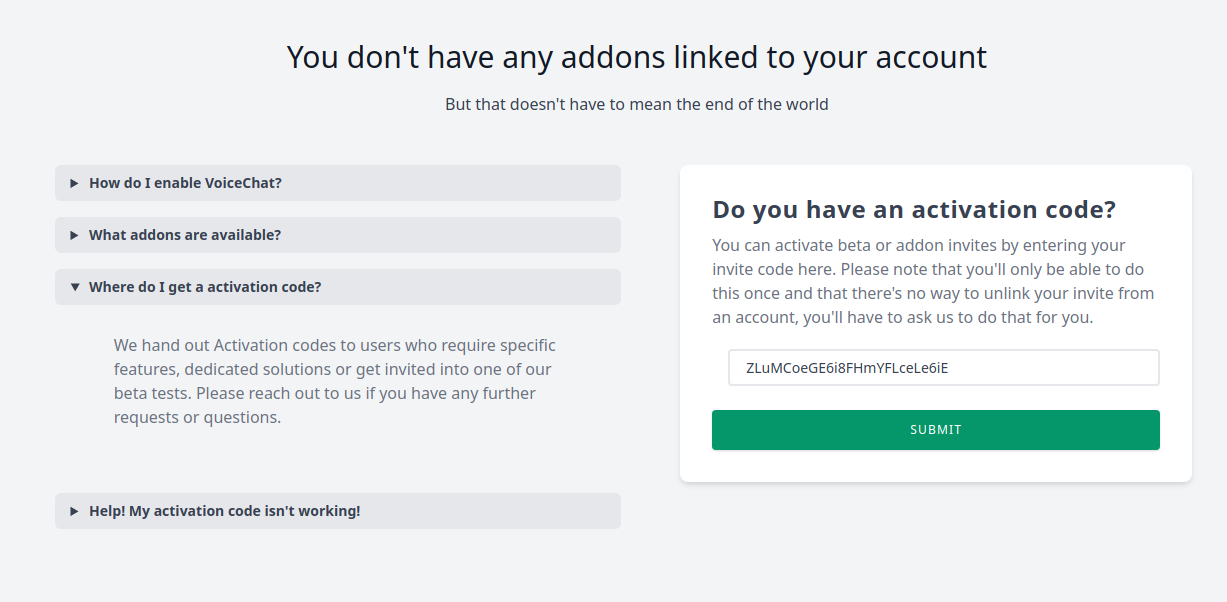 You don't have any addons linked to your account
But that doesn't have to mean the end of the world
How do I enable VoiceChat?
What addons are available?
Where do I get a activation code?
We hand out Activation codes to users who require specific
features, dedicated solutions or get invited into one of our
beta tests. Please reach out to us if you have any further
requests or questions.
Help! My activation code isn't working!
Do you have an activation code?
You can activate beta or addon invites by entering your
invite code here. Please note that you'll only be able to do
this once and that there's no way to unlink your invite from
an account, you'll have to ask us to do that for you.
ZLuMCoeGE6i8FHmYFLceLe6iE
SUBMIT